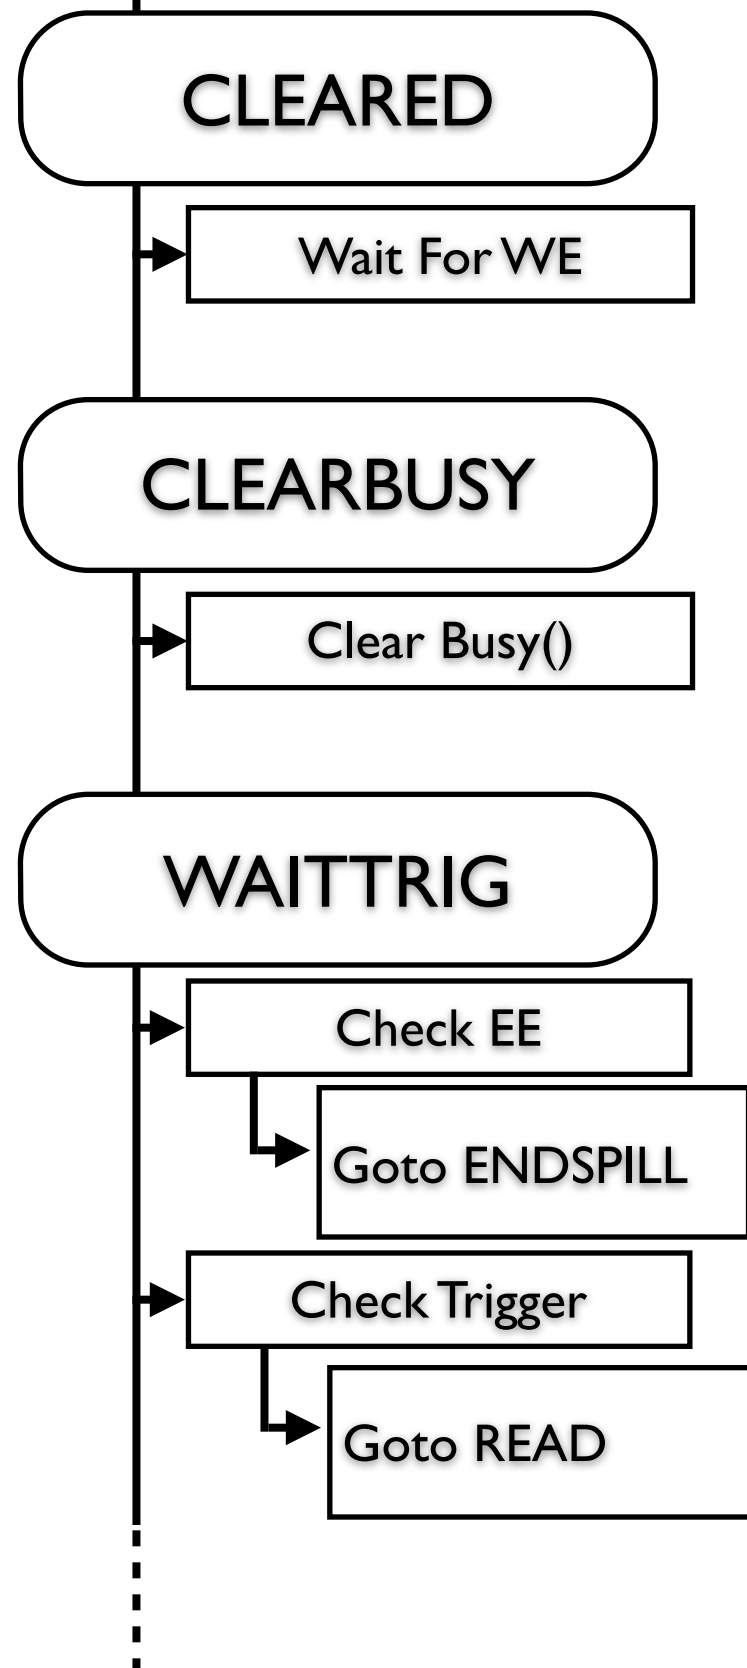 CLEARED
Wait For WE
CLEARBUSY
Clear Busy()
WAITTRIG
Check EE
Goto ENDSPILL
Check Trigger
Goto READ